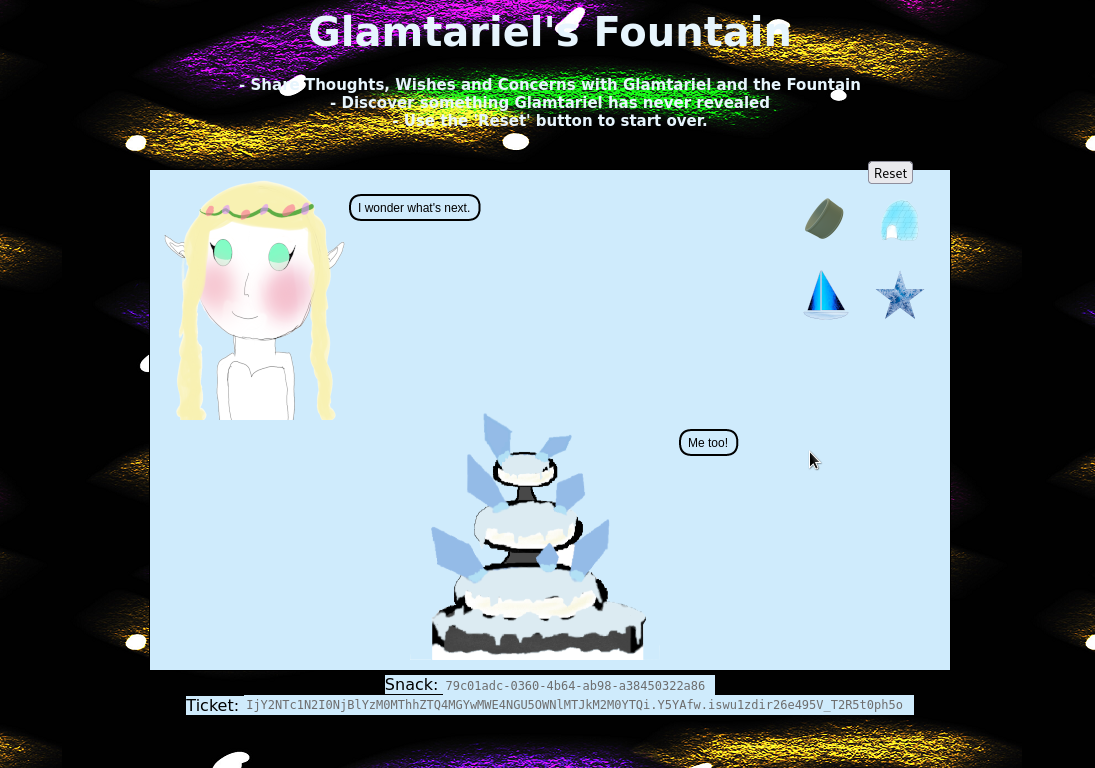 Glamtariel's Fountain
- Share Thoughts, Wishes and Concerns with Glamtariel and the Fountain
- Discover something Glamtariel has never revealed
- Use the 'Reset' button to start over.
Reset
I wonder what's next.
Me too!
Snack: 79c01adc-0360-4b64-ab98-a38450322a86
Ticket: IjY2NTc1N2I0NjBlYzM0MThhZTQ4MGYwMWE4NGU5OWNlMTJkM2M0YTQi.Y5YAfw.iswu1zdir26e495V_T2R5t0ph5o